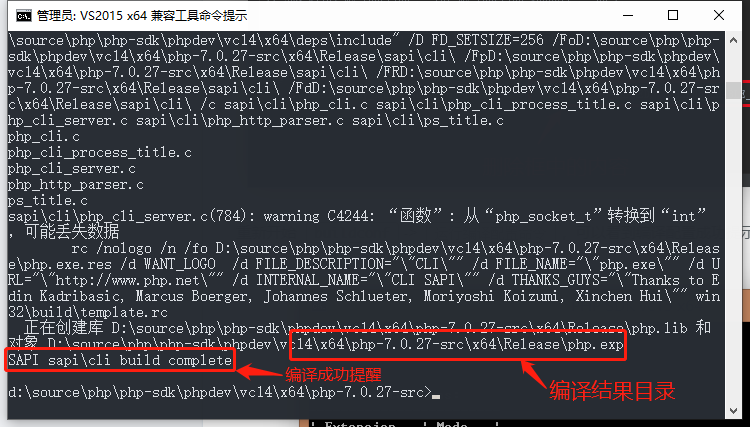 管理员: VS2015 x64 兼容工具命令提示
\source\php\php-sdk\phpdev\vc14\x64\deps\include" /D FD_SETSIZE=256 /FoD:\source\php\php-
sdk\phpdev\vc14\x64\php-7.0.27-src\x64\Release\sapi\cli\ /FpD:\source\php\php-sdk\phpdev\
vc14\x64\php-7.0.27-src\x64\Release\sapi\cli\ /FRD:\source\php\php-sdk\phpdev\vc14\x64\ph
p-7.0.27-src\x64\Release\sapi\cli\ /FdD:\source\php\php-sdk\phpdev\vc14\x64\php-7.0.27-sr
c\x64\Release\sapi\cli\ /c sapi\cli\php_cli.c sapi\cli\php_cli_process_title.c sapi\cli\p
hp_cli_server.c sapi\cli\php_http_parser.c sapi\cli\ps_title.c
php_cli.c
php_cli_process_title.c
php_cli_server.c
php_http_parser.c
ps_title.c
sapi\cli\php_cli_server.c(784): warning C4244: “函数”: 从“php_socket_t”转换到“int”
, 可能丢失数据
rc /nologo /n /fo D:\source\php\php-sdk\phpdev\vc14\x64\php-7.0.27-src\x64\Releas
e\php.exe.res /d WANT_LOGO /d FILE_DESCRIPTION="\"CLI\"" /d FILE_NAME="\"php.exe\"" /d U
RL="\"http://www.php.net\"" /d INTERNAL_NAME="\"CLI SAPI\"" /d THANKS_GUYS="\"Thanks to E
din Kadribasic, Marcus Boerger, Johannes Schlueter, Moriyoshi Koizumi, Xinchen Hui\"" win
32\build\template.rc
正在创建库 D:\source\php\php-sdk\phpdev\vc14\x64\php-7.0.27-src\x64\Release\php.lib 和
对象 D:\source\php\php-sdk\phpdev\vc14\x64\php-7.0.27-src\x64\Release\php.exp
SAPI sapi\cli build complete
编译成功提醒
编译结果目录
d:\source\php\php-sdk\phpdev\vc14\x64\php-7.0.27-src>